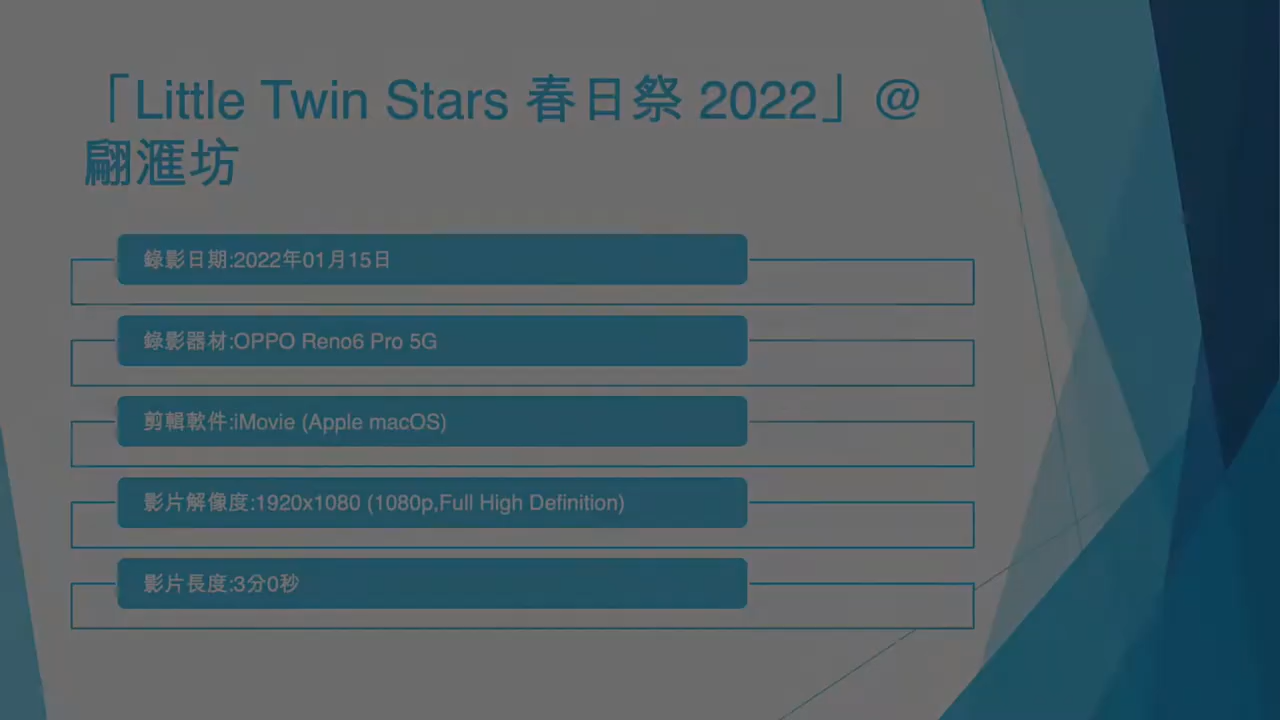 「Little Twin Stars 春日祭 2022」@
翩滙坊
錄影日期:2022年01月15日
錄影器材:OPPO Reno6 Pro 5G
剪輯軟件:iMovie (Apple macOS)
影片解像度:1920x1080 (1080p,Full High Definition)
影片長度:3分0秒